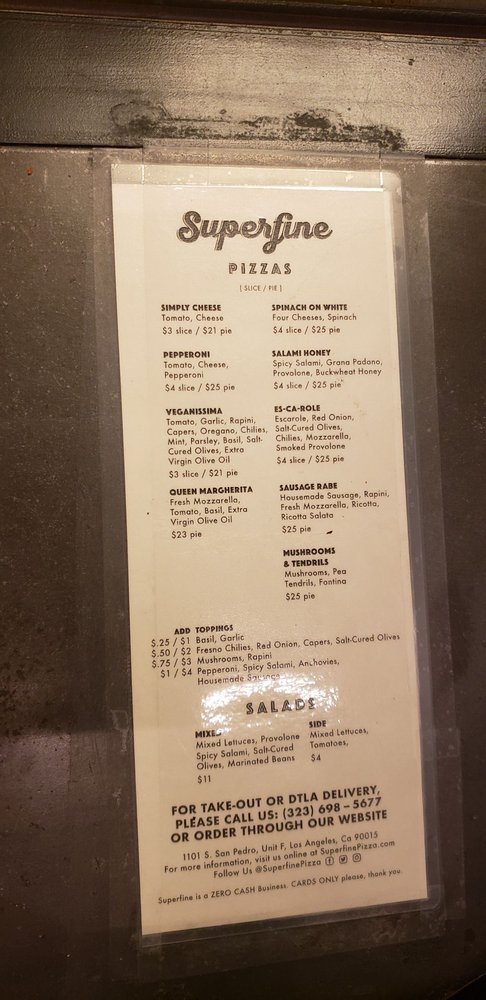 Superfine
PIZZAS
[ SLICE / PIE ]
SIMPLY CHEESE
Tomato, Cheese
$3 slice / $21 pie
PEPPERONI
Tomato, Cheese,
Pepperoni
$4 slice / $25 pie
VEGANISSIMA
Tomato, Garlic, Rapini,
Capers, Oregano, Chilies,
Mint, Parsley, Basil, Salt-
Cured Olives, Extra
Virgin Olive Oil
$3 slice / $21 pie
QUEEN MARGHERITA
Fresh Mozzarella,
Tomato, Basil, Extra
Virgin Olive Oil
$23 pie
SPINACH ON WHITE
Four Cheeses, Spinach
$4 slice / $25 pie
SALAMI HONEY
Spicy Salami, Grana Padano,
Provolone, Buckwheat Honey
$4 slice / $25 pie
ES-CA-ROLE
Escarole, Red Onion,
Salt-Cured Olives,
Chilies, Mozzarella,
Smoked Provolone
$4 slice / $25 pie
SAUSAGE RABE
Housemade Sausage, Rapini,
Fresh Mozzarella, Ricotta,
Ricotta Salata
$25 pie
MUSHROOMS
& TENDRILS
Mushrooms, Pea
Tendrils, Fontina
$25 pie
ADD TOPPINGS
$.25 / $1 Basil, Garlic
$.50 / $2 Fresno Chilies, Red Onion, Capers, Salt-Cured Olives
$.75 / $3 Mushrooms, Rapini
$1 / $4 Pepperoni, Spicy Salami, Anchovies,
Housemade Sausage
SALADS
MIXED
Mixed Lettuces, Provolone
Spicy Salami, Salt-Cured
Olives, Marinated Beans
$11
SIDE
Mixed Lettuces,
Tomatoes,
$4
FOR TAKE-OUT OR DTLA DELIVERY,
PLEASE CALL US: (323) 698 – 5677
OR ORDER THROUGH OUR WEBSITE
1101 S. San Pedro, Unit F, Los Angeles, Ca 90015
For more information, visit us online at SuperfinePizza.com
Follow Us @SuperfinePizza
Superfine is a ZERO CASH Business. CARDS ONLY please, thank you.